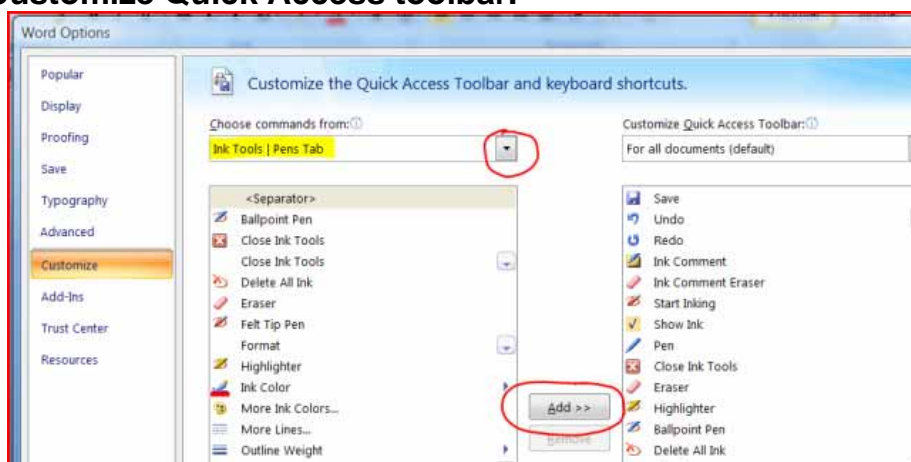 Customize Quick Access toolbar:
Word Options
Popular
Display
Proofing
Save
Typography
Advanced
Customize
Add-Ins
Trust Center
Resources
Customize the Quick Access Toolbar and keyboard shortcuts.
Choose commands from:
Ink Tools | Pens Tab
<Separator>
Ballpoint Pen
Close Ink Tools
Close Ink Tools
Delete All Ink
Eraser
Felt Tip Pen
Format
Highlighter
Ink Color
More Ink Colors...
More Lines...
Outline Weight
Add >>
Remove
Customize Quick Access Toolbar:
For all documents (default)
Save
Undo
Redo
Ink Comment
Ink Comment Eraser
Start Inking
Show Ink
Pen
Close Ink Tools
Eraser
Highlighter
Ballpoint Pen
Delete All Ink